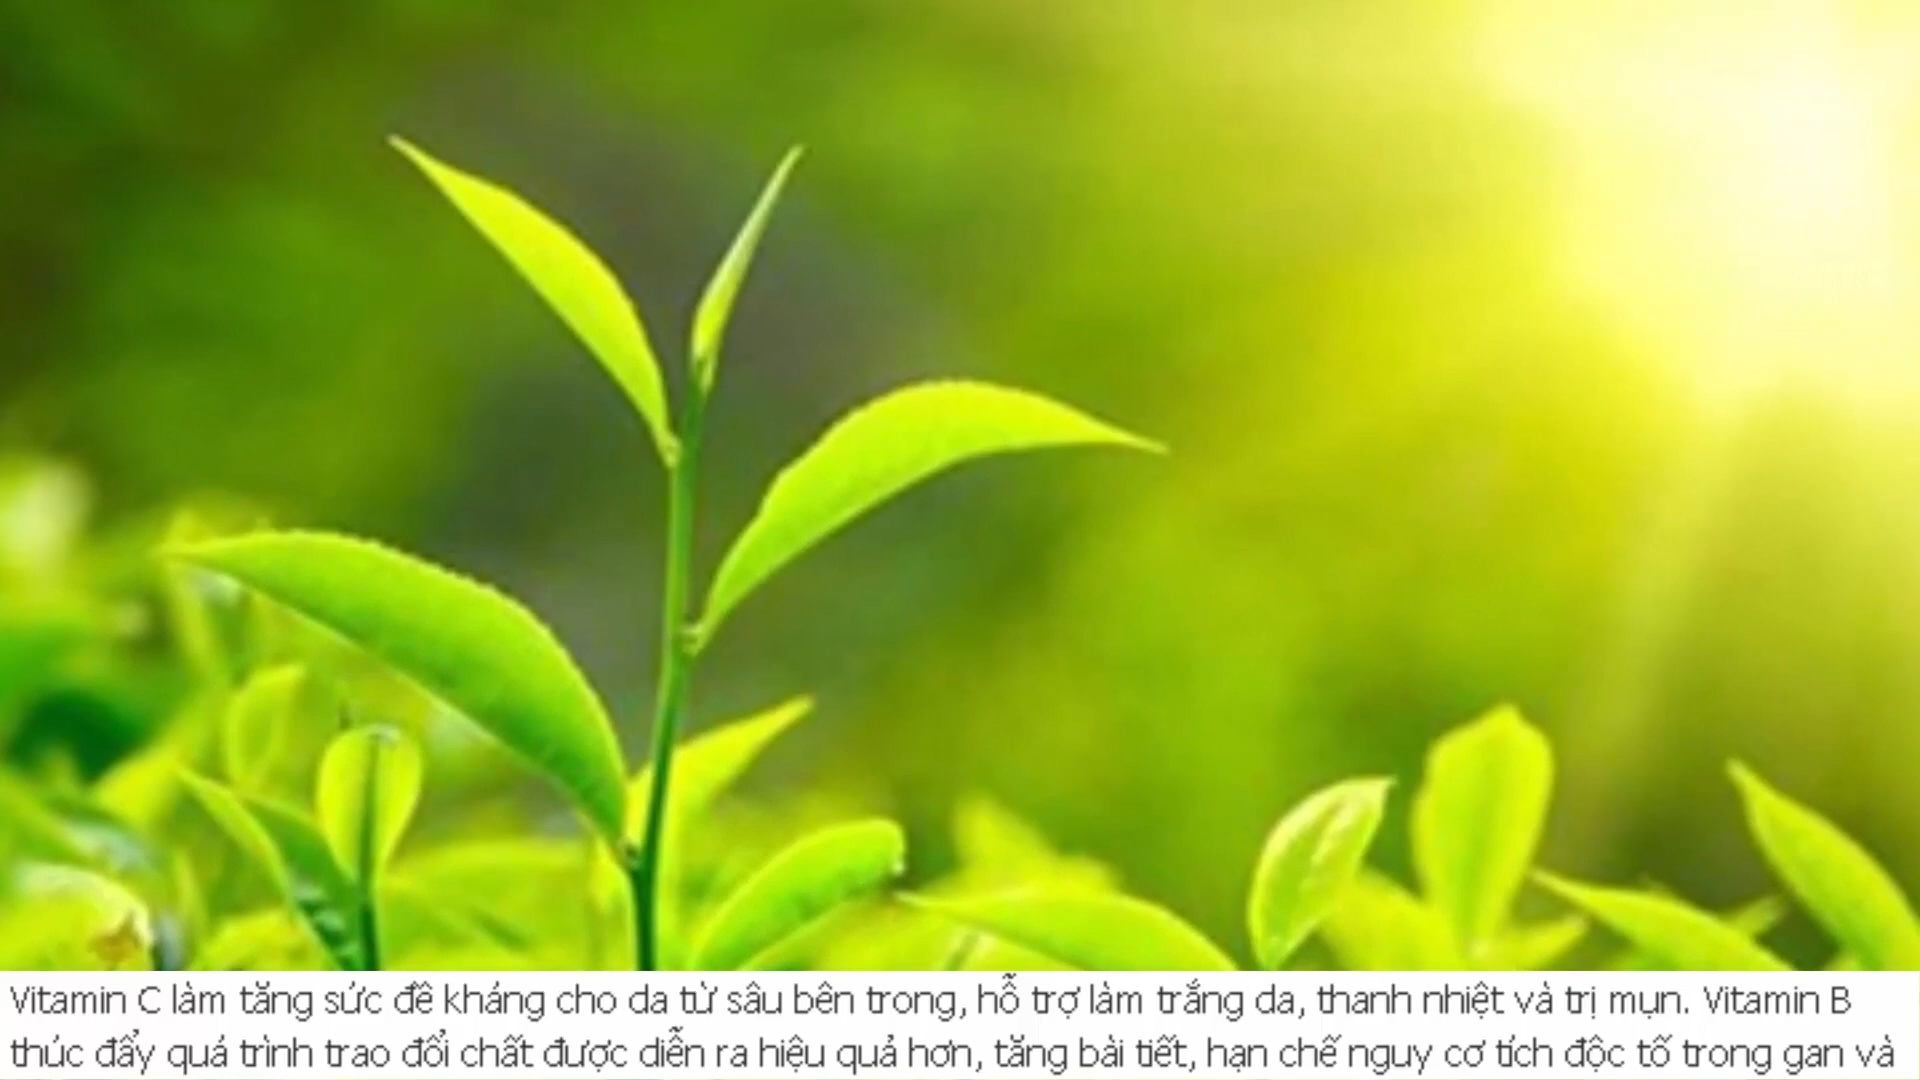 Vitamin C làm tăng sức đề kháng cho da từ sâu bên trong, hỗ trợ làm trắng da, thanh nhiệt và trị mụn. Vitamin B
thúc đẩy quá trình trao đổi chất được diễn ra hiệu quả hơn, tăng bài tiết, hạn chế nguy cơ tích độc tố trong gan và